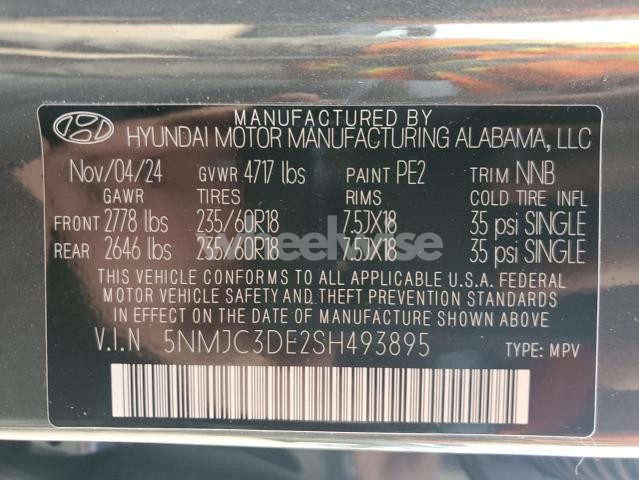 MANUFACTURED BY
HYUNDAI MOTOR MANUFACTURING ALABAMA, LLC
Nov/04/24 GVWR 4717 lbs PAINT PE2 TRIM NNB
GAWR TIRES RIMS COLD TIRE INFL
FRONT 2778 lbs 235/60R18 7.5JX18 35 psi SINGLE
REAR 2646 lbs 235/60R18 7.5JX18 35 psi SINGLE
THIS VEHICLE CONFORMS TO ALL APPLICABLE U.S.A. FEDERAL
MOTOR VEHICLE SAFETY AND THEFT PREVENTION STANDARDS
IN EFFECT ON THE DATE OF MANUFACTURE SHOWN ABOVE.
V.I.N 5NMJC3DE2SH493895 TYPE: MPV